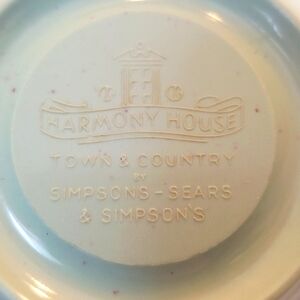 HARMONY HOUSE
TOWN & COUNTRY
BY
SIMPSONS-SEARS
& SIMPSON'S